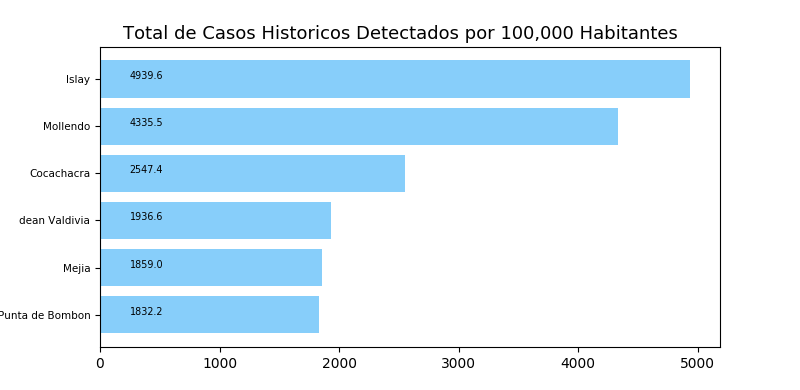 Total de Casos Historicos Detectados por 100,000 Habitantes
Islay 4939.6
Mollendo 4335.5
Cocachacra 2547.4
dean Valdivia 1936.6
Mejia 1859.0
Punta de Bombon 1832.2
0 1000 2000 3000 4000 5000